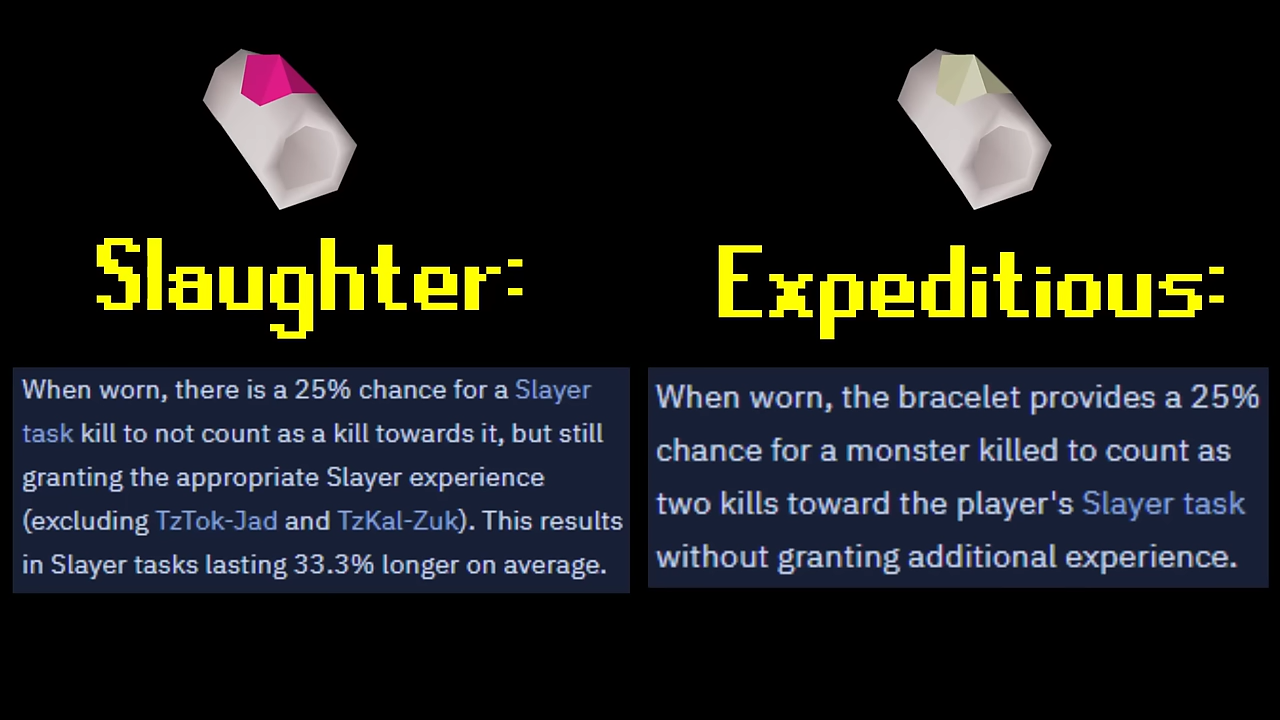 Slaughter:
When worn, there is a 25% chance for a Slayer
task kill to not count as a kill towards it, but still
granting the appropriate Slayer experience
(excluding TzTok-Jad and TzKal-Zuk). This results
in Slayer tasks lasting 33.3% longer on average.
Expeditious:
When worn, the bracelet provides a 25%
chance for a monster killed to count as
two kills toward the player's Slayer task
without granting additional experience.